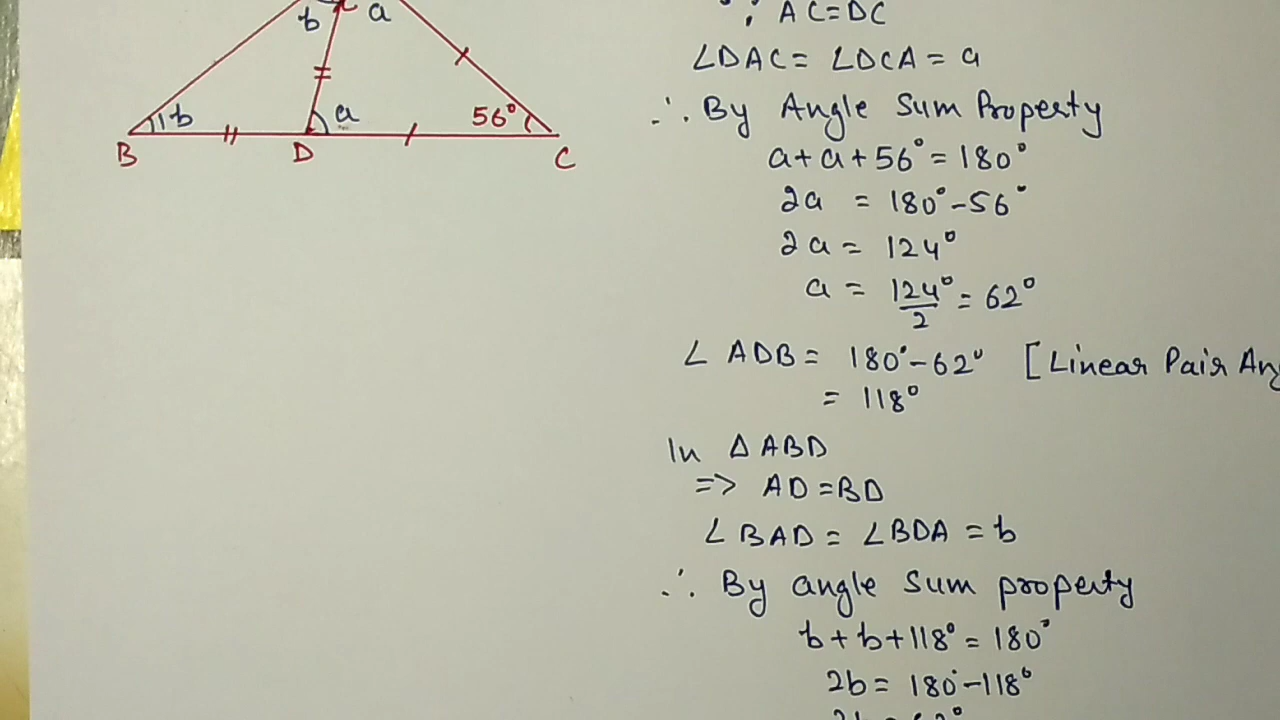 b a
b a 56°
B D C
∵ AC=DC
∠DAC= ∠DCA = a
∴ By Angle Sum Property
a+a+56°=180°
2a = 180°-56°
2a = 124°
a = 124°/2 = 62°
∠ ADB = 180°-62° [Linear Pair Ang
= 118°
In △ ABD
=> AD=BD
∠BAD = ∠BDA = b
∴ By angle Sum property
b+b+118°=180°
2b= 180°-118°